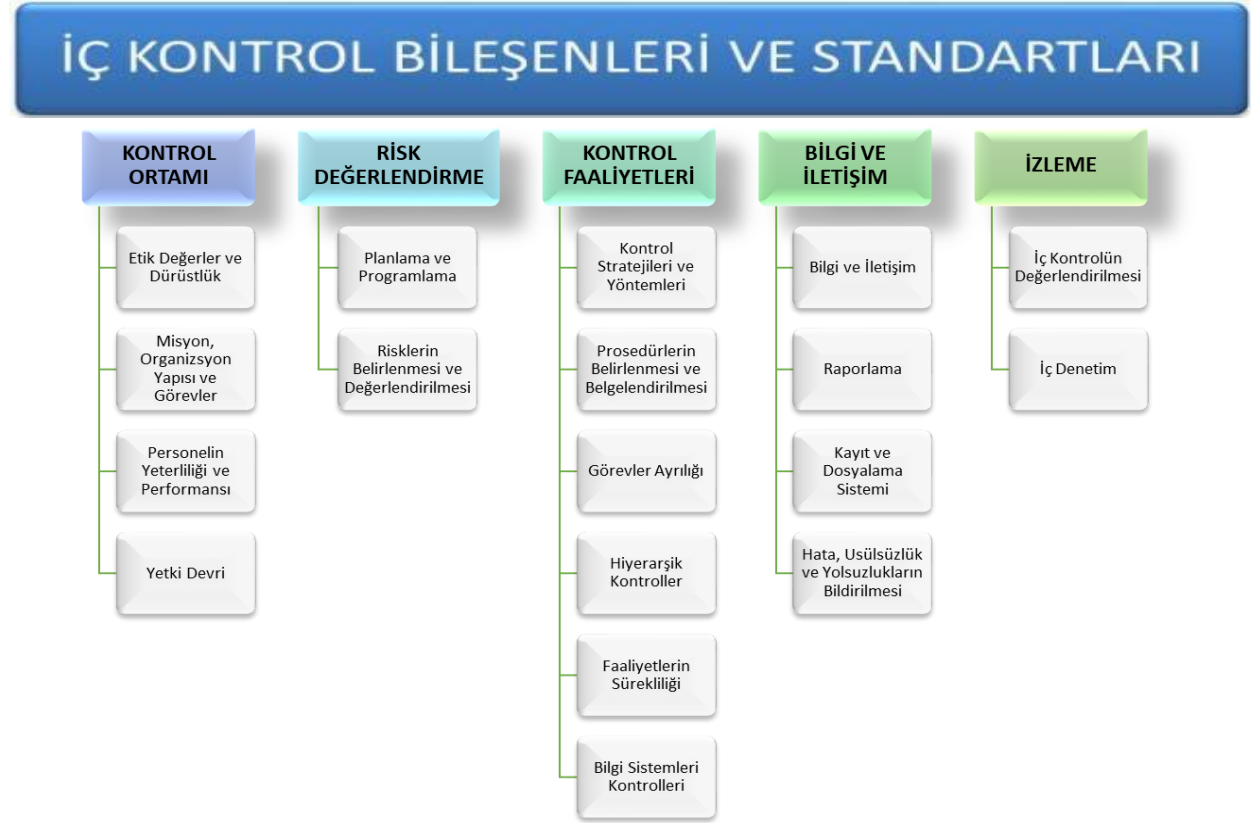 İÇ KONTROL BİLEŞENLERİ VE STANDARTLARI
KONTROL
ORTAMI
Etik Değerler ve
Dürüstlük
Misyon,
Organizsyon
Yapısı ve
Görevler
Personelin
Yeterliliği ve
Performansı
Yetki Devri
RİSK
DEĞERLENDİRME
Planlama ve
Programlama
Risklerin
Belirlenmesi ve
Değerlendirilmesi
KONTROL
FAALİYETLERİ
Kontrol
Stratejileri ve
Yöntemleri
Prosedürlerin
Belirlenmesi ve
Belgelendirilmesi
Görevler Ayrılığı
Hiyerarşik
Kontroller
Faaliyetlerin
Sürekliliği
Bilgi Sistemleri
Kontrolleri
BİLGİ VE
İLETİŞİM
Bilgi ve İletişim
Raporlama
Kayıt ve
Dosyalama
Sistemi
Hata, Usülsüzlük
ve Yolsuzlukların
Bildirilmesi
İZLEME
İç Kontrolün
Değerlendirilmesi
İç Denetim